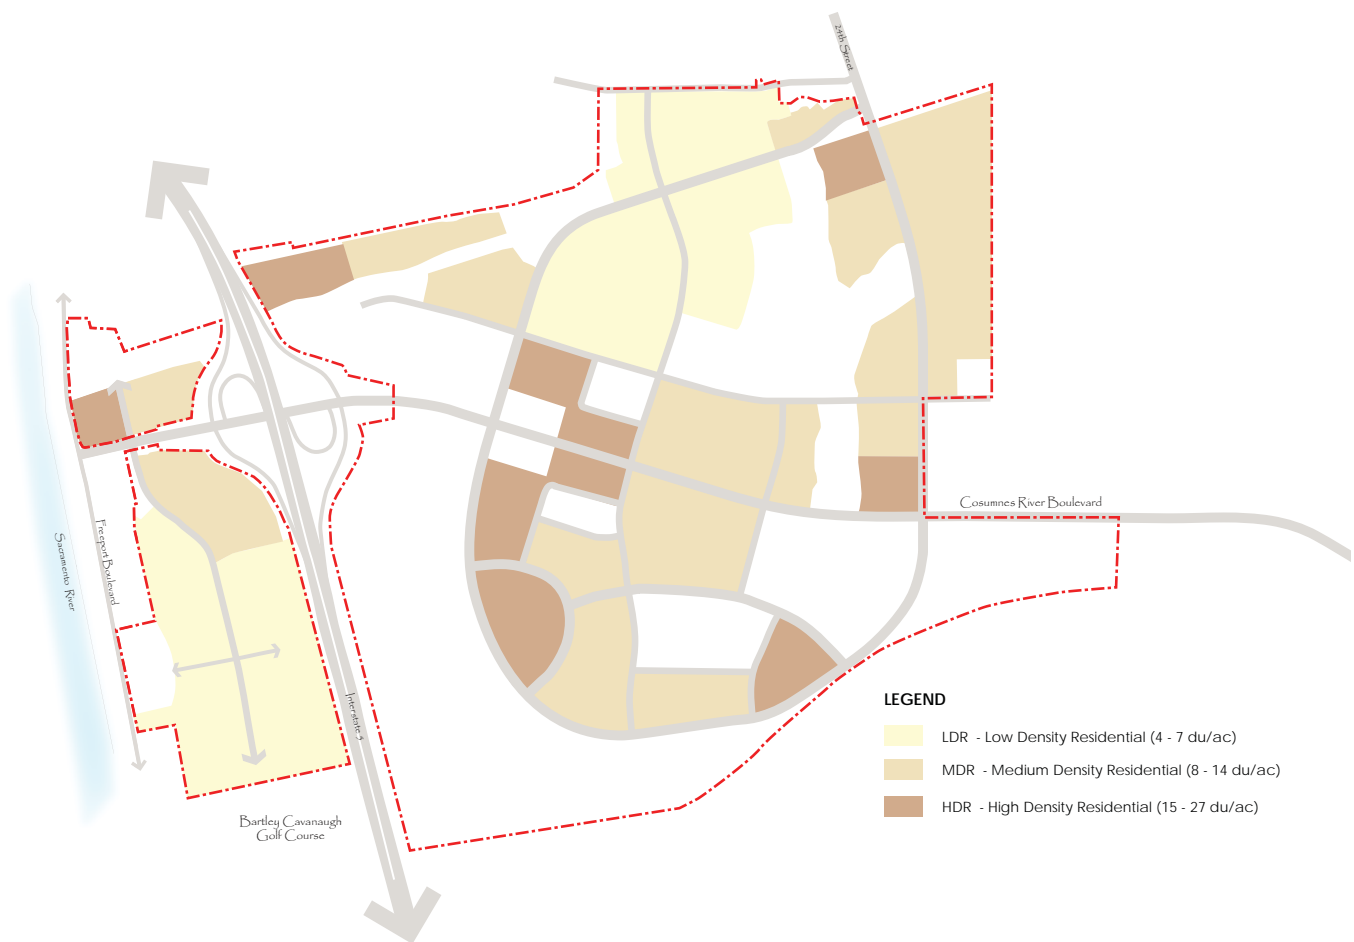 24th Street
Cosumnes River Boulevard
Freeport Boulevard
Sacramento River
Interstate 5
LEGEND
LDR - Low Density Residential (4 - 7 du/ac)
MDR - Medium Density Residential (8 - 14 du/ac)
HDR - High Density Residential (15 - 27 du/ac)
Bartley Cavanaugh
Golf Course